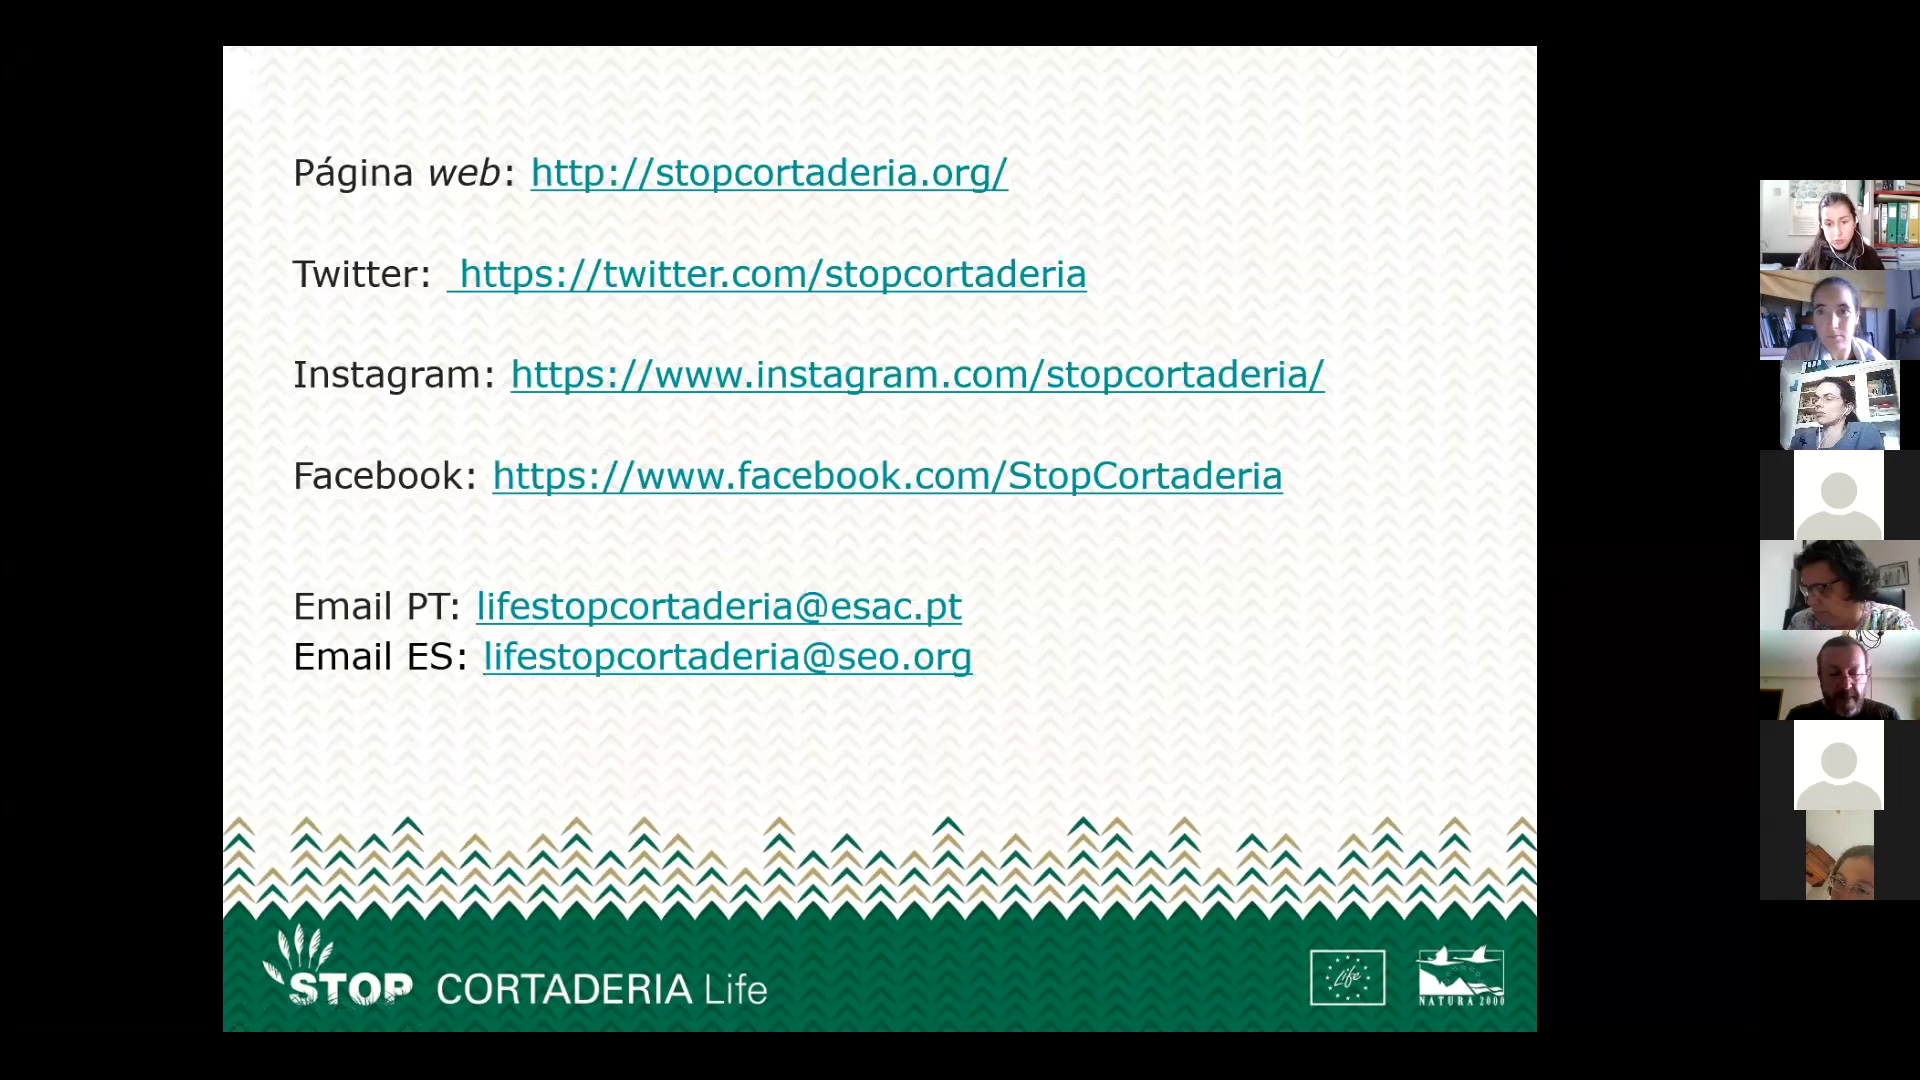 Página web: http://stopcortaderia.org/
Twitter: https://twitter.com/stopcortaderia
Instagram: https://www.instagram.com/stopcortaderia/
Facebook: https://www.facebook.com/StopCortaderia
Email PT: lifestopcortaderia@esac.pt
Email ES: lifestopcortaderia@seo.org
STOP CORTADERIA Life
Life
NATURA 2000